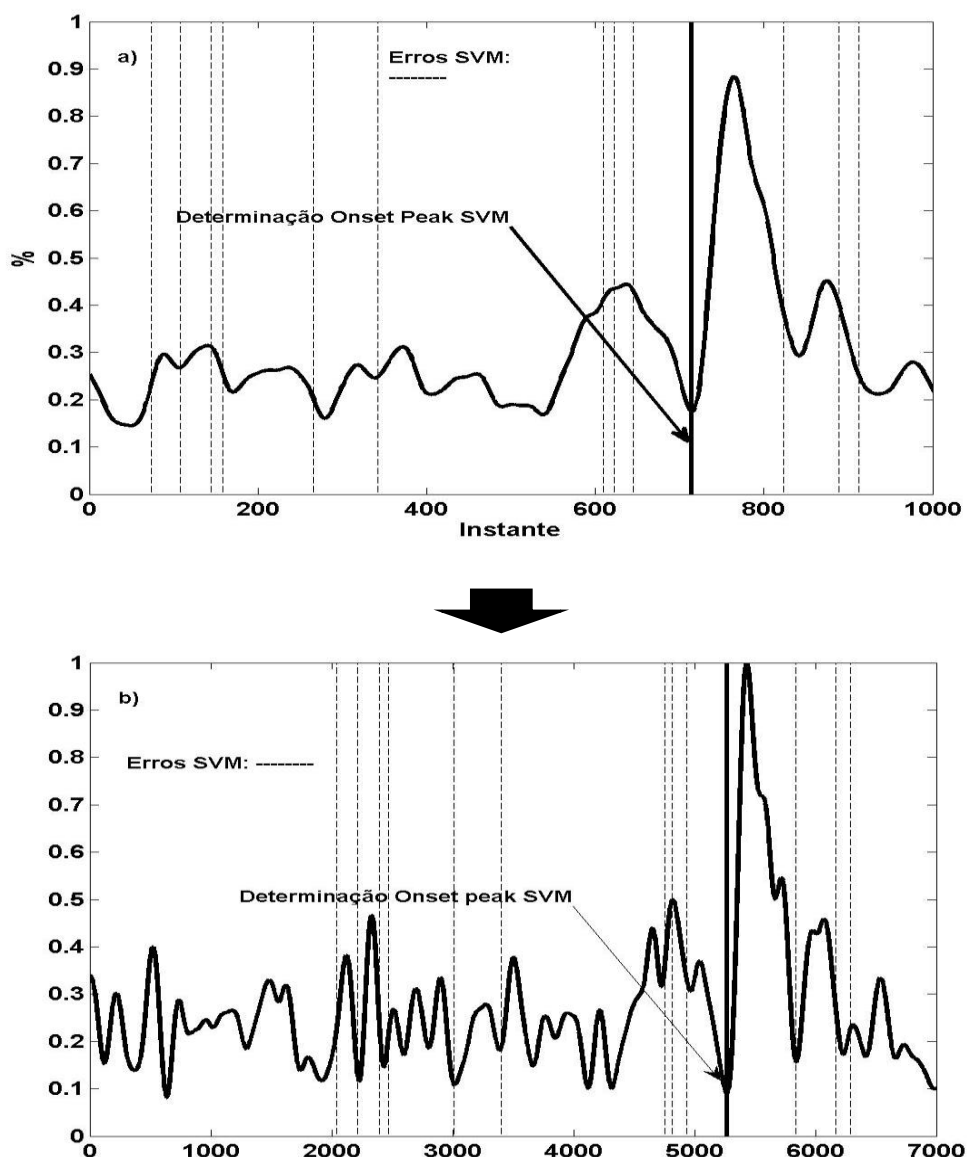 1
a)
Erros SVM:
--------
0.9
0.8
0.7
0.6
Determinação Onset Peak SVM
0.5
%
0.4
0.3
0.2
0.1
0
0 200 400 600 800 1000
Instante
1
b)
0.9
0.8
Erros SVM: --------
0.7
0.6
0.5
Determinação Onset peak SVM
0.4
0.3
0.2
0.1
0
0 1000 2000 3000 4000 5000 6000 7000